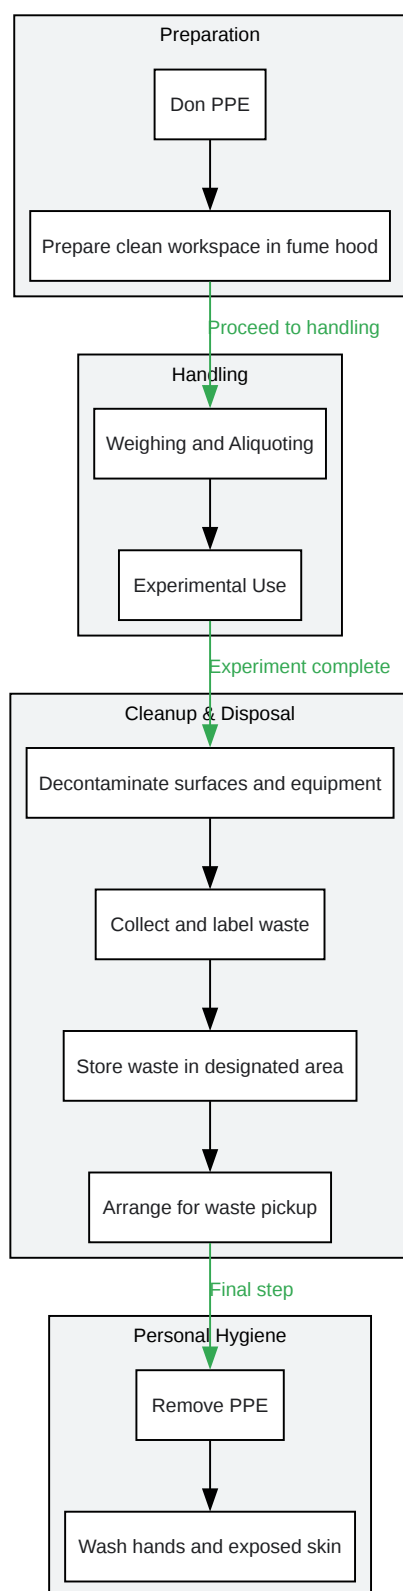 Preparation
Don PPE
Prepare clean workspace in fume hood
Proceed to handling
Handling
Weighing and Aliquoting
Experimental Use
Experiment complete
Cleanup & Disposal
Decontaminate surfaces and equipment
Collect and label waste
Store waste in designated area
Arrange for waste pickup
Final step
Personal Hygiene
Remove PPE
Wash hands and exposed skin